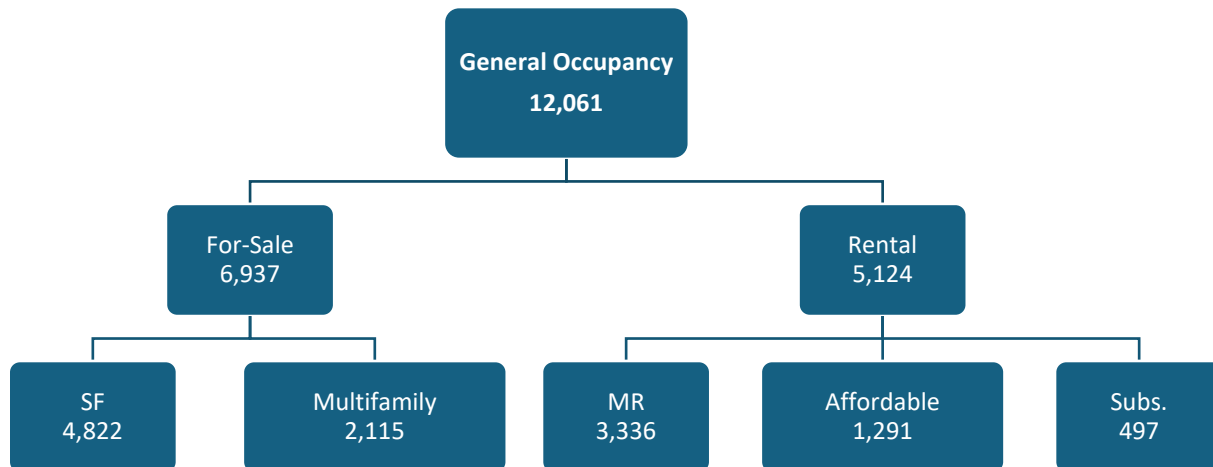 General Occupancy
12,061
For-Sale
6,937
Rental
5,124
SF
4,822
Multifamily
2,115
MR
3,336
Affordable
1,291
Subs.
497